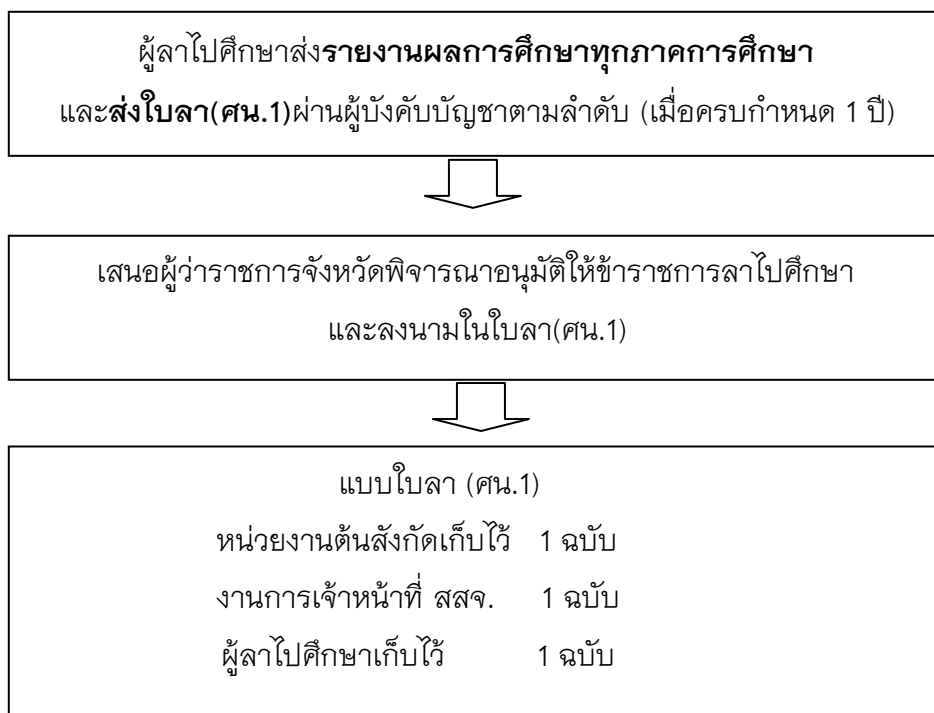 ผู้ลาไปศึกษาส่งรายงานผลการศึกษาทุกภาคการศึกษา
และส่งใบลา(ศน.1)ผ่านผู้บังคับบัญชาตามลำดับ (เมื่อครบกำหนด 1 ปี)
เสนอผู้ว่าราชการจังหวัดพิจารณาอนุมัติให้ข้าราชการลาไปศึกษา
และลงนามในใบลา(ศน.1)
แบบใบลา (ศน.1)
หน่วยงานต้นสังกัดเก็บไว้ 1 ฉบับ
งานการเจ้าหน้าที่ สสจ. 1 ฉบับ
ผู้ลาไปศึกษาเก็บไว้ 1 ฉบับ